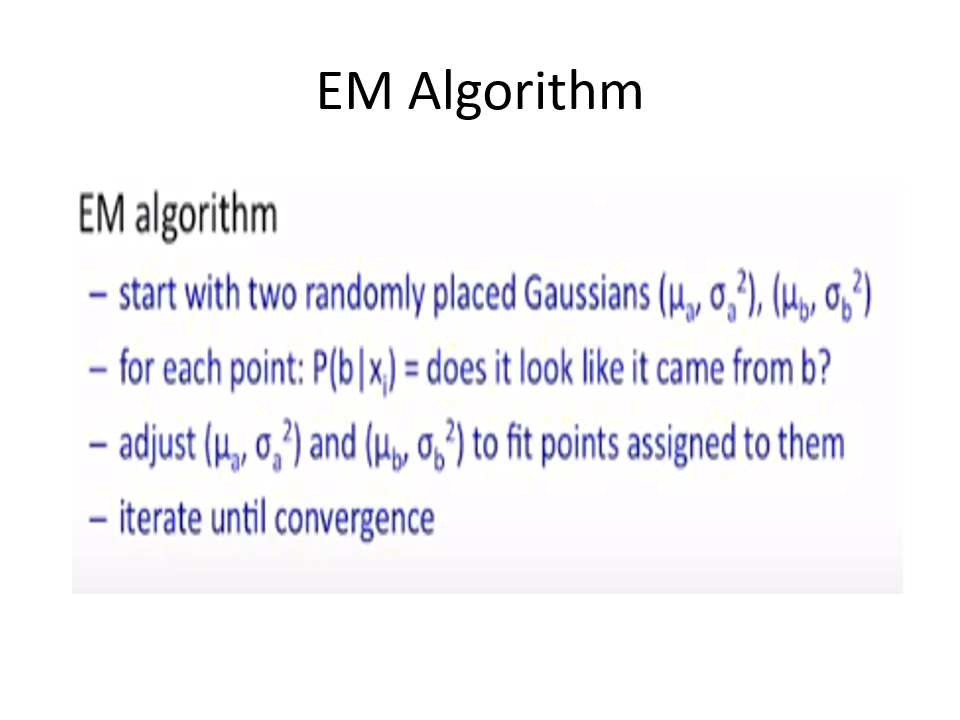 EM Algorithm
EM algorithm
– start with two randomly placed Gaussians (μₐ, σₐ²), (μb, σb²)
– for each point: P(b|xᵢ) = does it look like it came from b?
– adjust (μₐ, σₐ²) and (μb, σb²) to fit points assigned to them
– iterate until convergence